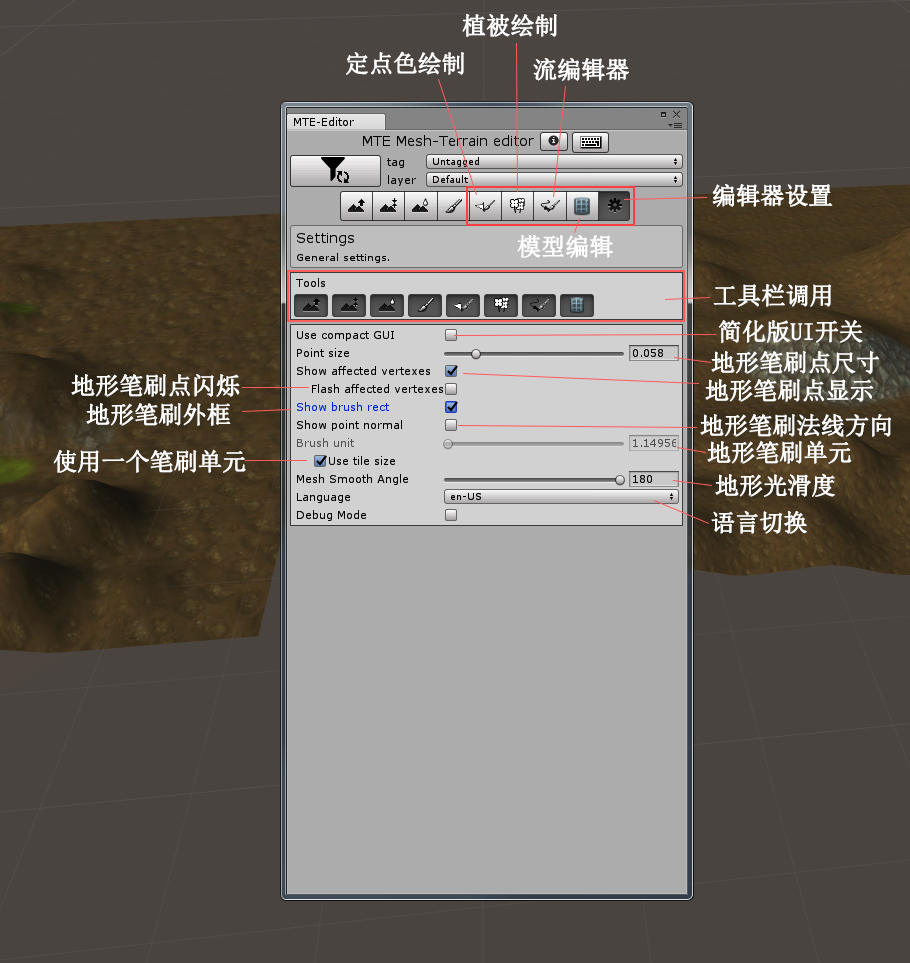 植被绘制
定点色绘制
流编辑器
MTE-Editor
MTE Mesh-Terrain editor
tag Untagged
layer Default
编辑器设置
Settings
模型编辑
General settings.
Tools
工具栏调用
Use compact GUI
简化版UI开关
Point size 0.058
地形笔刷点尺寸
Show affected vertexes
地形笔刷点显示
地形笔刷点闪烁
Flash affected vertexes
地形笔刷外框
Show brush rect
Show point normal
地形笔刷法线方向
Brush unit 1.14956
地形笔刷单元
使用一个笔刷单元
Use tile size
Mesh Smooth Angle 180
地形光滑度
Language en-US
语言切换
Debug Mode